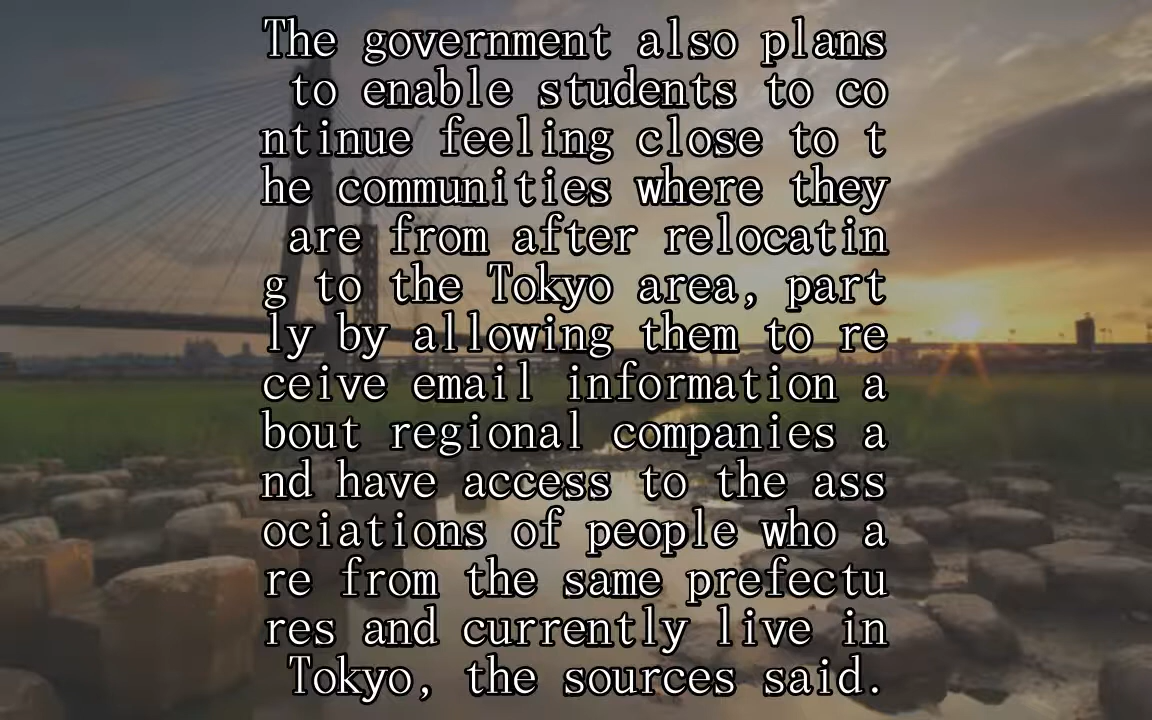 The government also plans
to enable students to co
ntinue feeling close to t
he communities where they
are from after relocatin
g to the Tokyo area, part
ly by allowing them to re
ceive email information a
bout regional companies a
nd have access to the ass
ociations of people who a
re from the same prefectu
res and currently live in
Tokyo, the sources said.